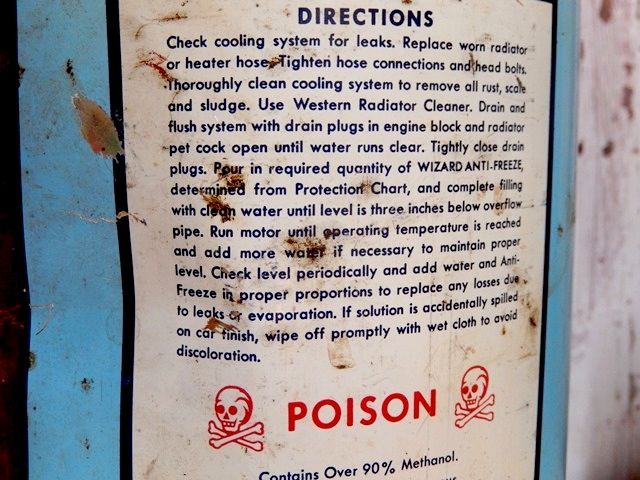 DIRECTIONS
Check cooling system for leaks. Replace worn radiator
or heater hose. Tighten hose connections and head bolts.
Thoroughly clean cooling system to remove all rust, scale
and sludge. Use Western Radiator Cleaner. Drain and
flush system with drain plugs in engine block and radiator
pet cock open until water runs clear. Tightly close drain
plugs. Pour in required quantity of WIZARD ANTI-FREEZE,
determined from Protection Chart, and complete filling
with clean water until level is three inches below overflow
pipe. Run motor until operating temperature is reached
and add more water if necessary to maintain proper
level. Check level periodically and add water and Anti-
Freeze in proper proportions to replace any losses due
to leaks or evaporation. If solution is accidentally spilled
on car finish, wipe off promptly with wet cloth to avoid
discoloration.
POISON
Contains Over 90% Methanol.